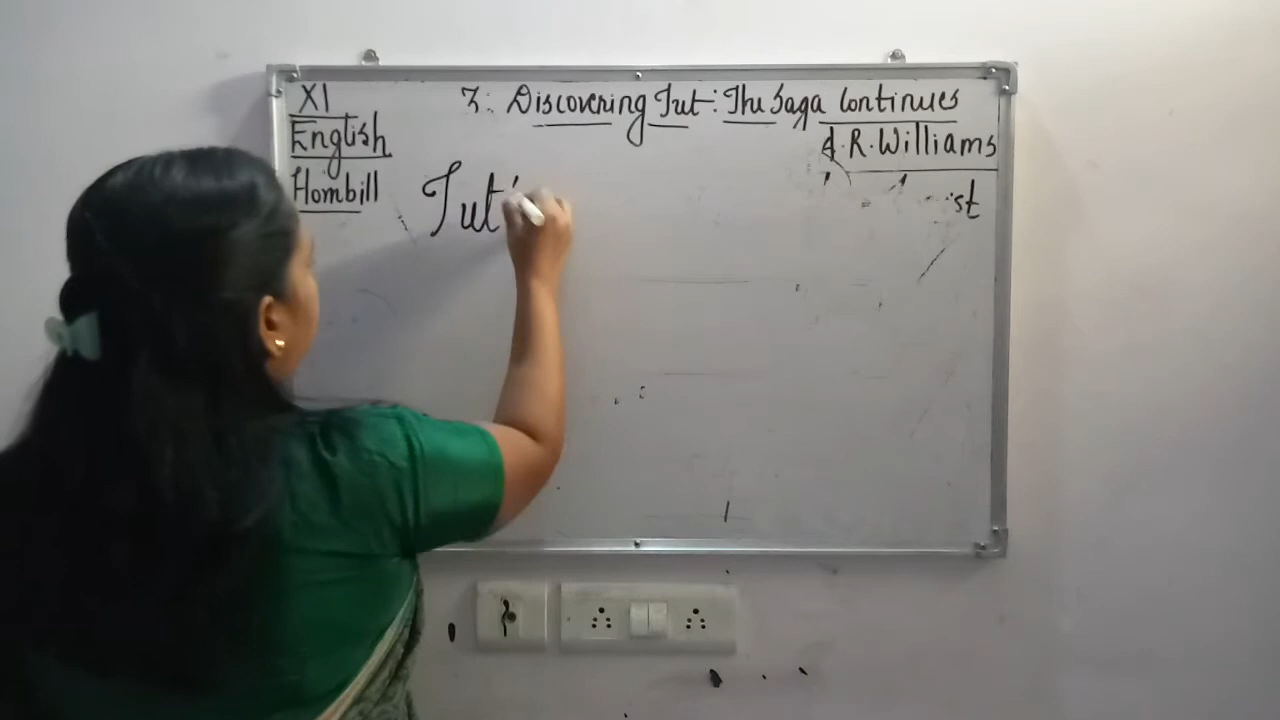 XI
English
Hornbill
3. Discovering Tut: The Saga Continues
A.R.Williams
Tut'